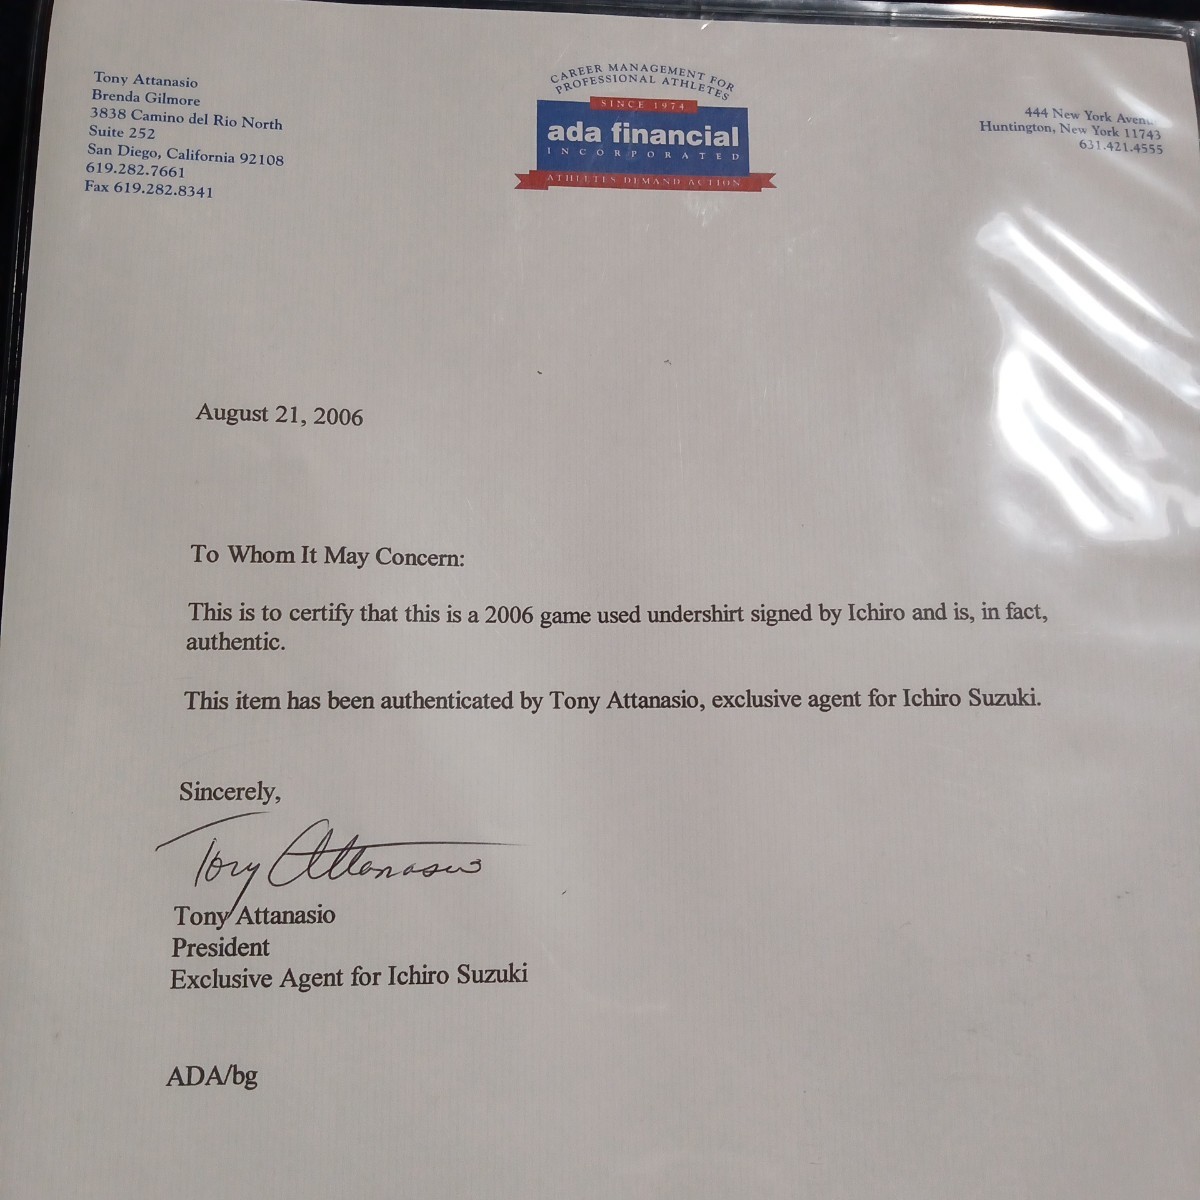 Tony Attanasio
Brenda Gilmore
3838 Camino del Rio North
Suite 252
San Diego, California 92108
619.282.7661
Fax 619.282.8341
CAREER MANAGEMENT FOR
PROFESSIONAL ATHLETES
SINCE 1974
ada financial
INCORPORATED
ATHLETES DEMAND ACTION
444 New York
Huntington, New York 11743
631.421.4555
August 21, 2006
To Whom It May Concern:
This is to certify that this is a 2006 game used undershirt signed by Ichiro and is, in fact,
authentic.
This item has been authenticated by Tony Attanasio, exclusive agent for Ichiro Suzuki.
Sincerely,
Tony Attanasio
Tony Attanasio
President
Exclusive Agent for Ichiro Suzuki
ADA/bg